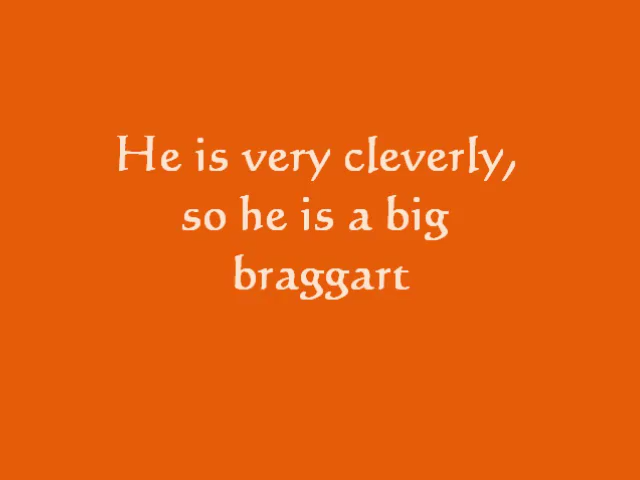 He is very cleverly,
so he is a big
braggart